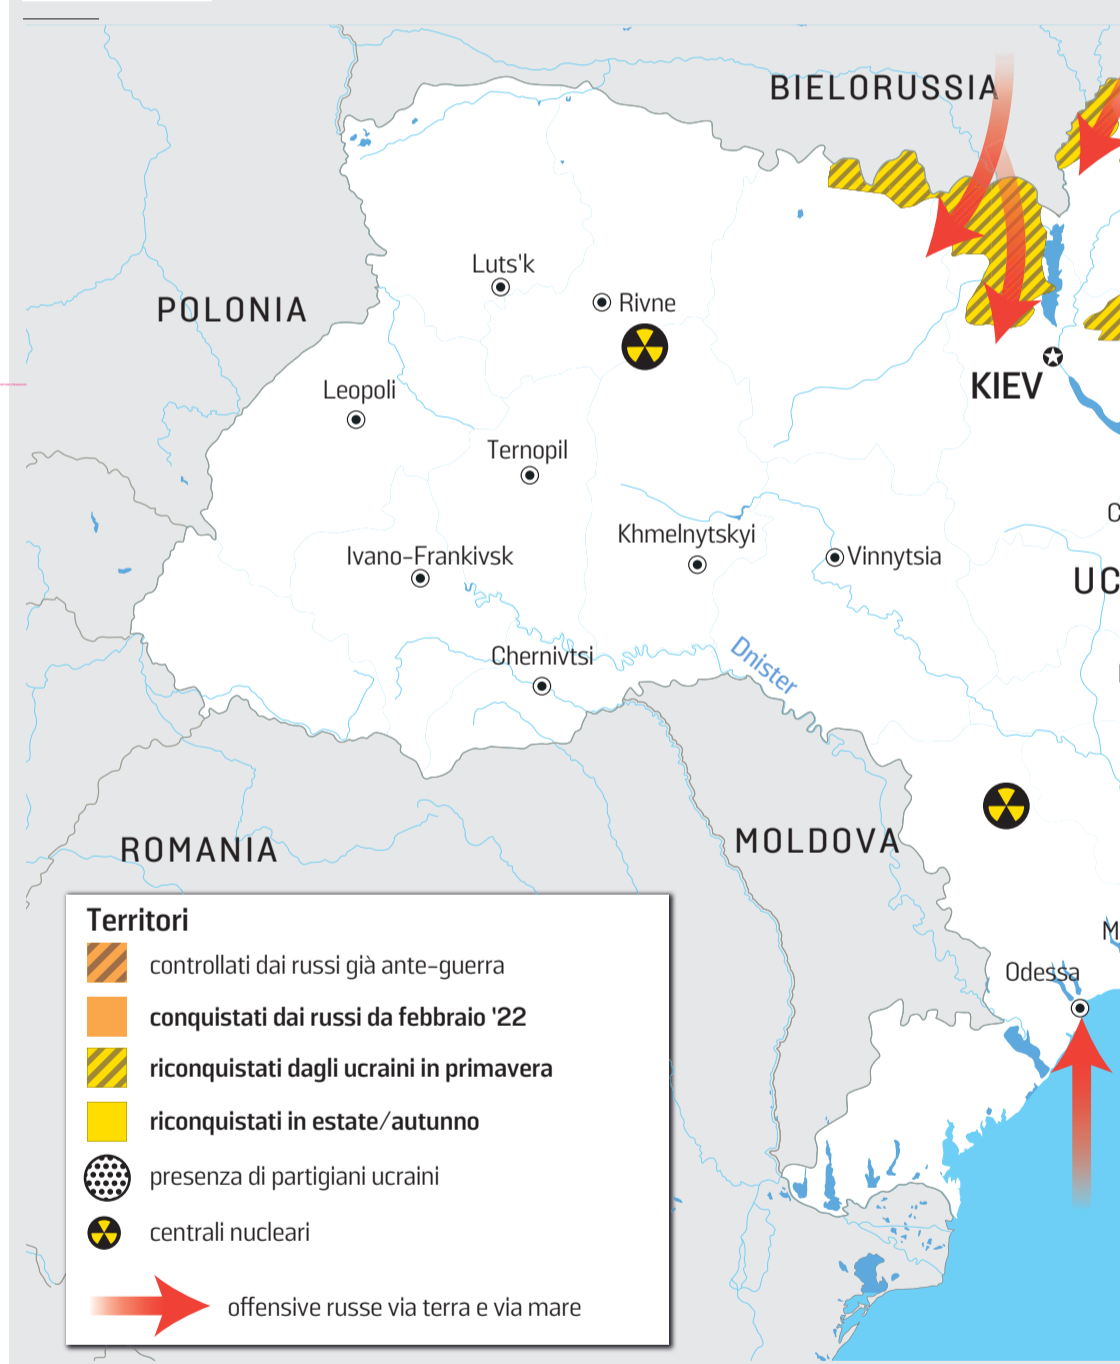 BIELORUSSIA
Luts'k
Rivne
POLONIA
Leopoli
KIEV
Ternopil
Khmelnytskyi
Ivano-Frankivsk
Vinnytsia
UC
Chernivtsi
Dnister
ROMANIA
MOLDOVA
M
Odessa
Territori
controllati dai russi già ante-guerra
conquistati dai russi da febbraio '22
riconquistati dagli ucraini in primavera
riconquistati in estate/autunno
presenza di partigiani ucraini
centrali nucleari
offensive russe via terra e via mare